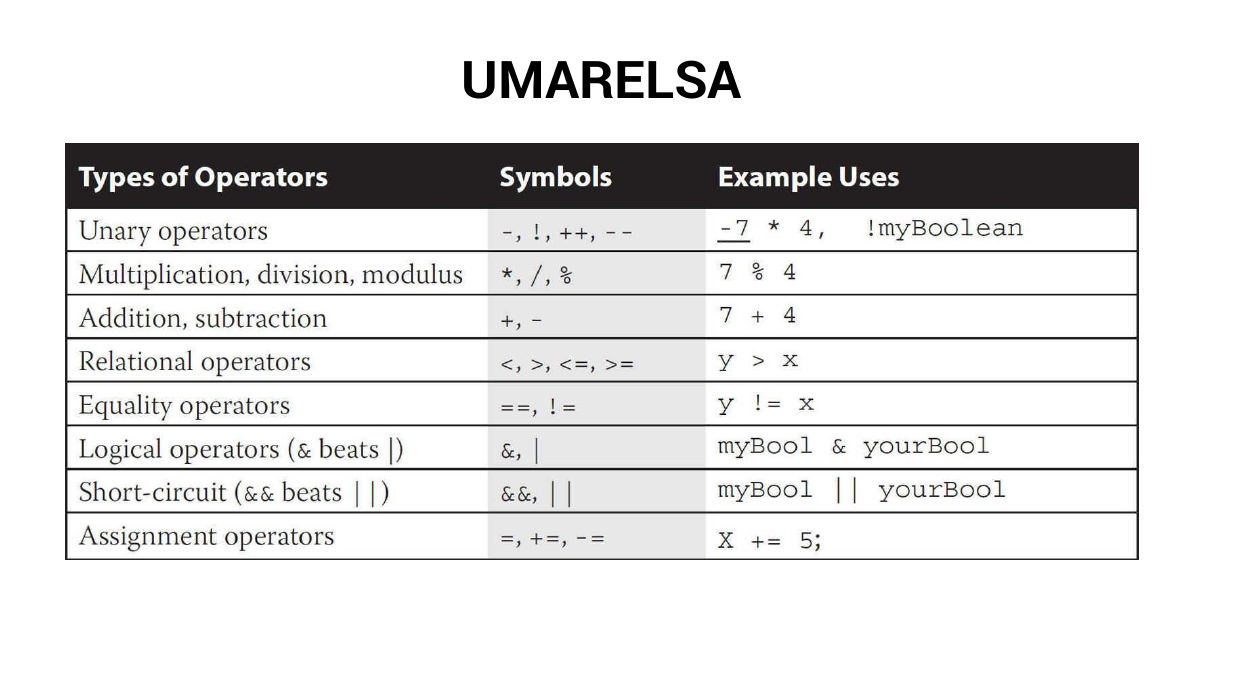 UMARELSA
Types of Operators Symbols Example Uses
Unary operators -, !, ++, -- -7 * 4, !myBoolean
Multiplication, division, modulus *, /, % 7 % 4
Addition, subtraction +, - 7 + 4
Relational operators <, >, <=, >= y > x
Equality operators ==, != y != x
Logical operators (& beats |) &, | myBool & yourBool
Short-circuit (&& beats ||) &&, || myBool || yourBool
Assignment operators =, +=, -= X += 5;